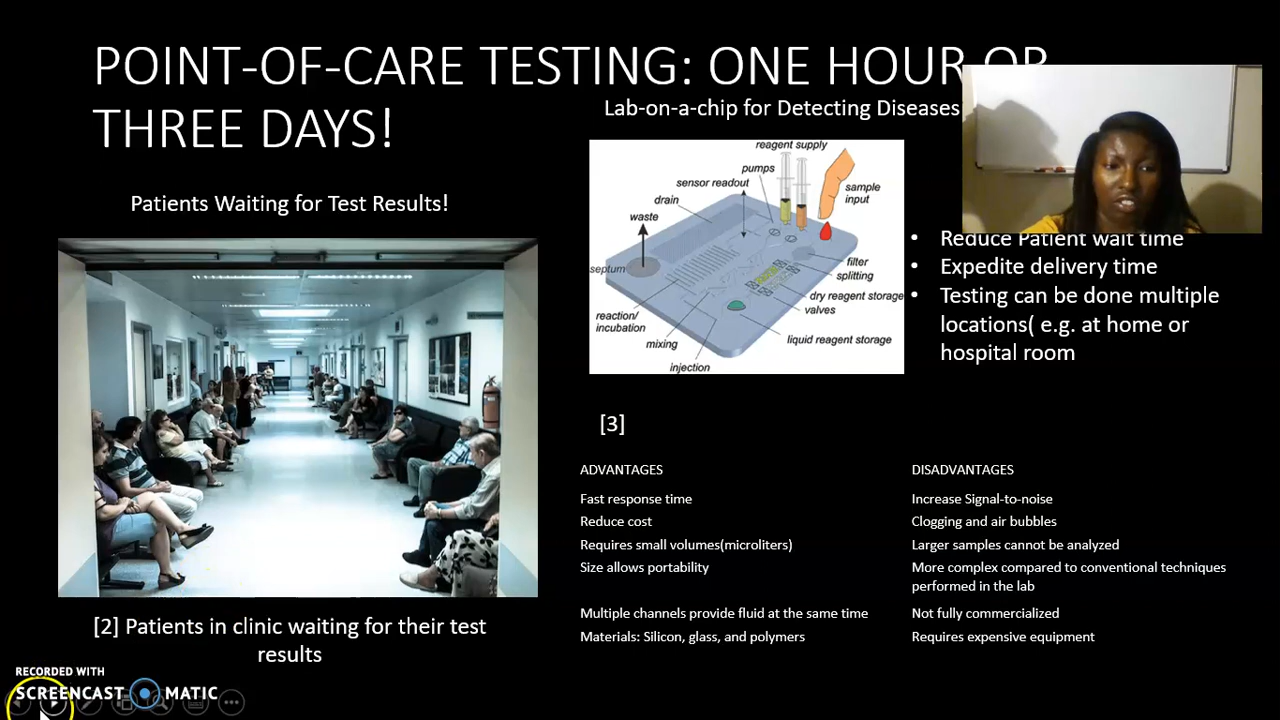 POINT-OF-CARE TESTING: ONE HOUR OR
THREE DAYS!
Lab-on-a-chip for Detecting Diseases
Patients Waiting for Test Results!
reagent supply
pumps
sensor readout
drain
waste
septum
sample
input
filter
splitting
dry reagent storage
valves
liquid reagent storage
reaction/
incubation
mixing
injection
• Reduce Patient wait time
• Expedite delivery time
• Testing can be done multiple
locations( e.g. at home or
hospital room
[3]
ADVANTAGES
Fast response time
Reduce cost
Requires small volumes(microliters)
Size allows portability
Multiple channels provide fluid at the same time
Materials: Silicon, glass, and polymers
DISADVANTAGES
Increase Signal-to-noise
Clogging and air bubbles
Larger samples cannot be analyzed
More complex compared to conventional techniques
performed in the lab
Not fully commercialized
Requires expensive equipment
[2] Patients in clinic waiting for their test
results
RECORDED WITH
SCREENCAST MATIC